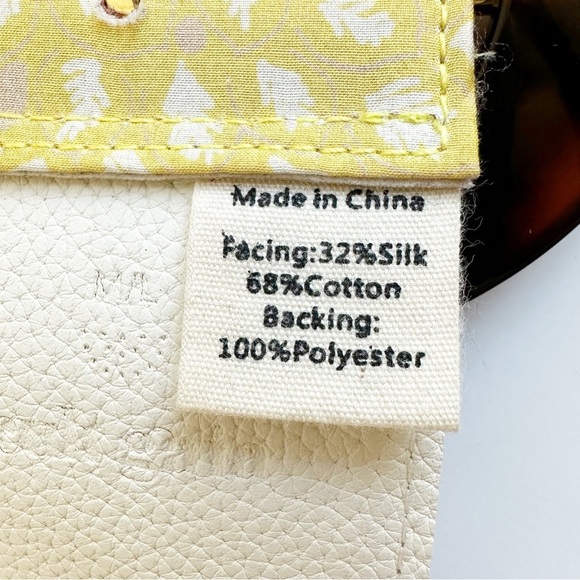 Made in China
Facing:32%Silk
68%Cotton
Backing:
100%Polyester
M/L